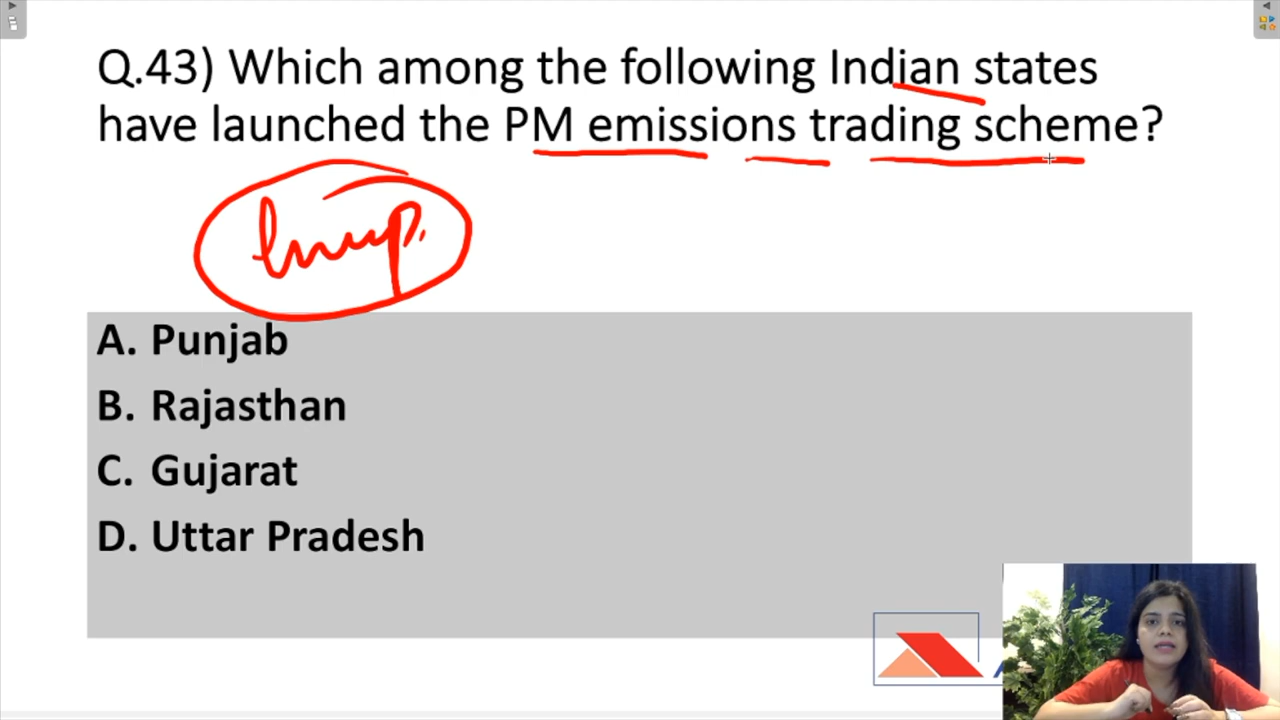 Q.43) Which among the following Indian states
have launched the PM emissions trading scheme?
Imp.
A. Punjab
B. Rajasthan
C. Gujarat
D. Uttar Pradesh